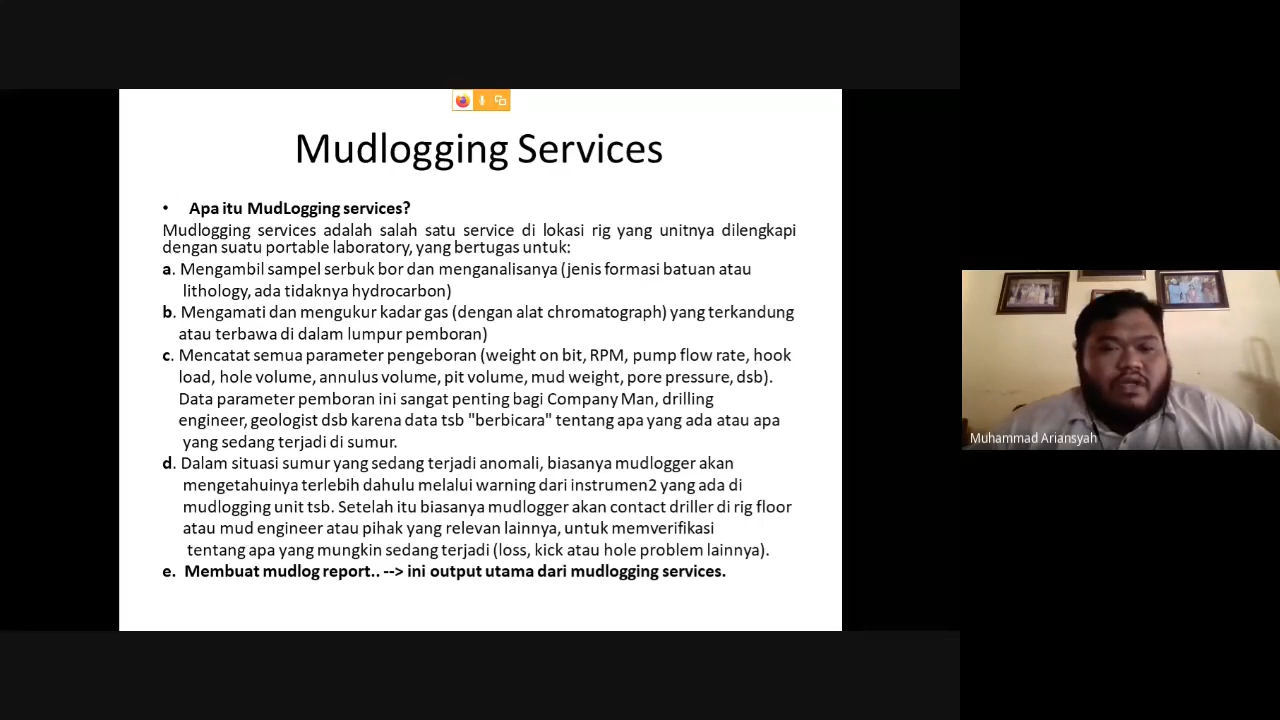 Mudlogging Services
• Apa itu MudLogging services?
Mudlogging services adalah salah satu service di lokasi rig yang unitnya dilengkapi
dengan suatu portable laboratory, yang bertugas untuk:
a. Mengambil sampel serbuk bor dan menganalisanya (jenis formasi batuan atau
lithology, ada tidaknya hydrocarbon)
b. Mengamati dan mengukur kadar gas (dengan alat chromatograph) yang terkandung
atau terbawa di dalam lumpur pemboran)
c. Mencatat semua parameter pengeboran (weight on bit, RPM, pump flow rate, hook
load, hole volume, annulus volume, pit volume, mud weight, pore pressure, dsb).
Data parameter pemboran ini sangat penting bagi Company Man, drilling
engineer, geologist dsb karena data tsb "berbicara" tentang apa yang ada atau apa
yang sedang terjadi di sumur.
d. Dalam situasi sumur yang sedang terjadi anomali, biasanya mudlogger akan
mengetahuinya terlebih dahulu melalui warning dari instrumen2 yang ada di
mudlogging unit tsb. Setelah itu biasanya mudlogger akan contact driller di rig floor
atau mud engineer atau pihak yang relevan lainnya, untuk memverifikasi
tentang apa yang mungkin sedang terjadi (loss, kick atau hole problem lainnya).
e. Membuat mudlog report.. --> ini output utama dari mudlogging services.
Muhammad Ariansyah